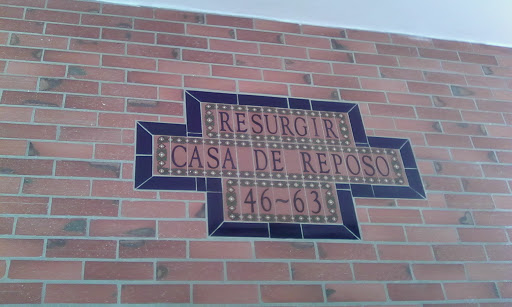 RESURGIR
CASA DE REPOSO
46~63